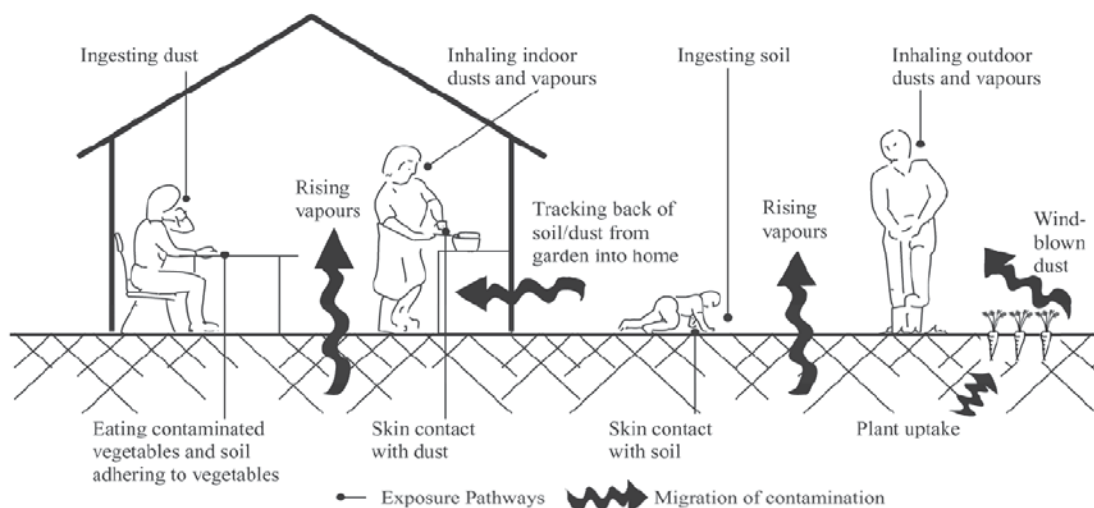 Ingesting dust
Inhaling indoor
dusts and vapours
Ingesting soil
Inhaling outdoor
dusts and vapours
Rising
vapours
Tracking back of
soil/dust from
garden into home
Rising
vapours
Wind-
blown
dust
Eating contaminated
vegetables and soil
adhering to vegetables
Skin contact
with dust
Skin contact
with soil
Plant uptake
Exposure Pathways
Migration of contamination